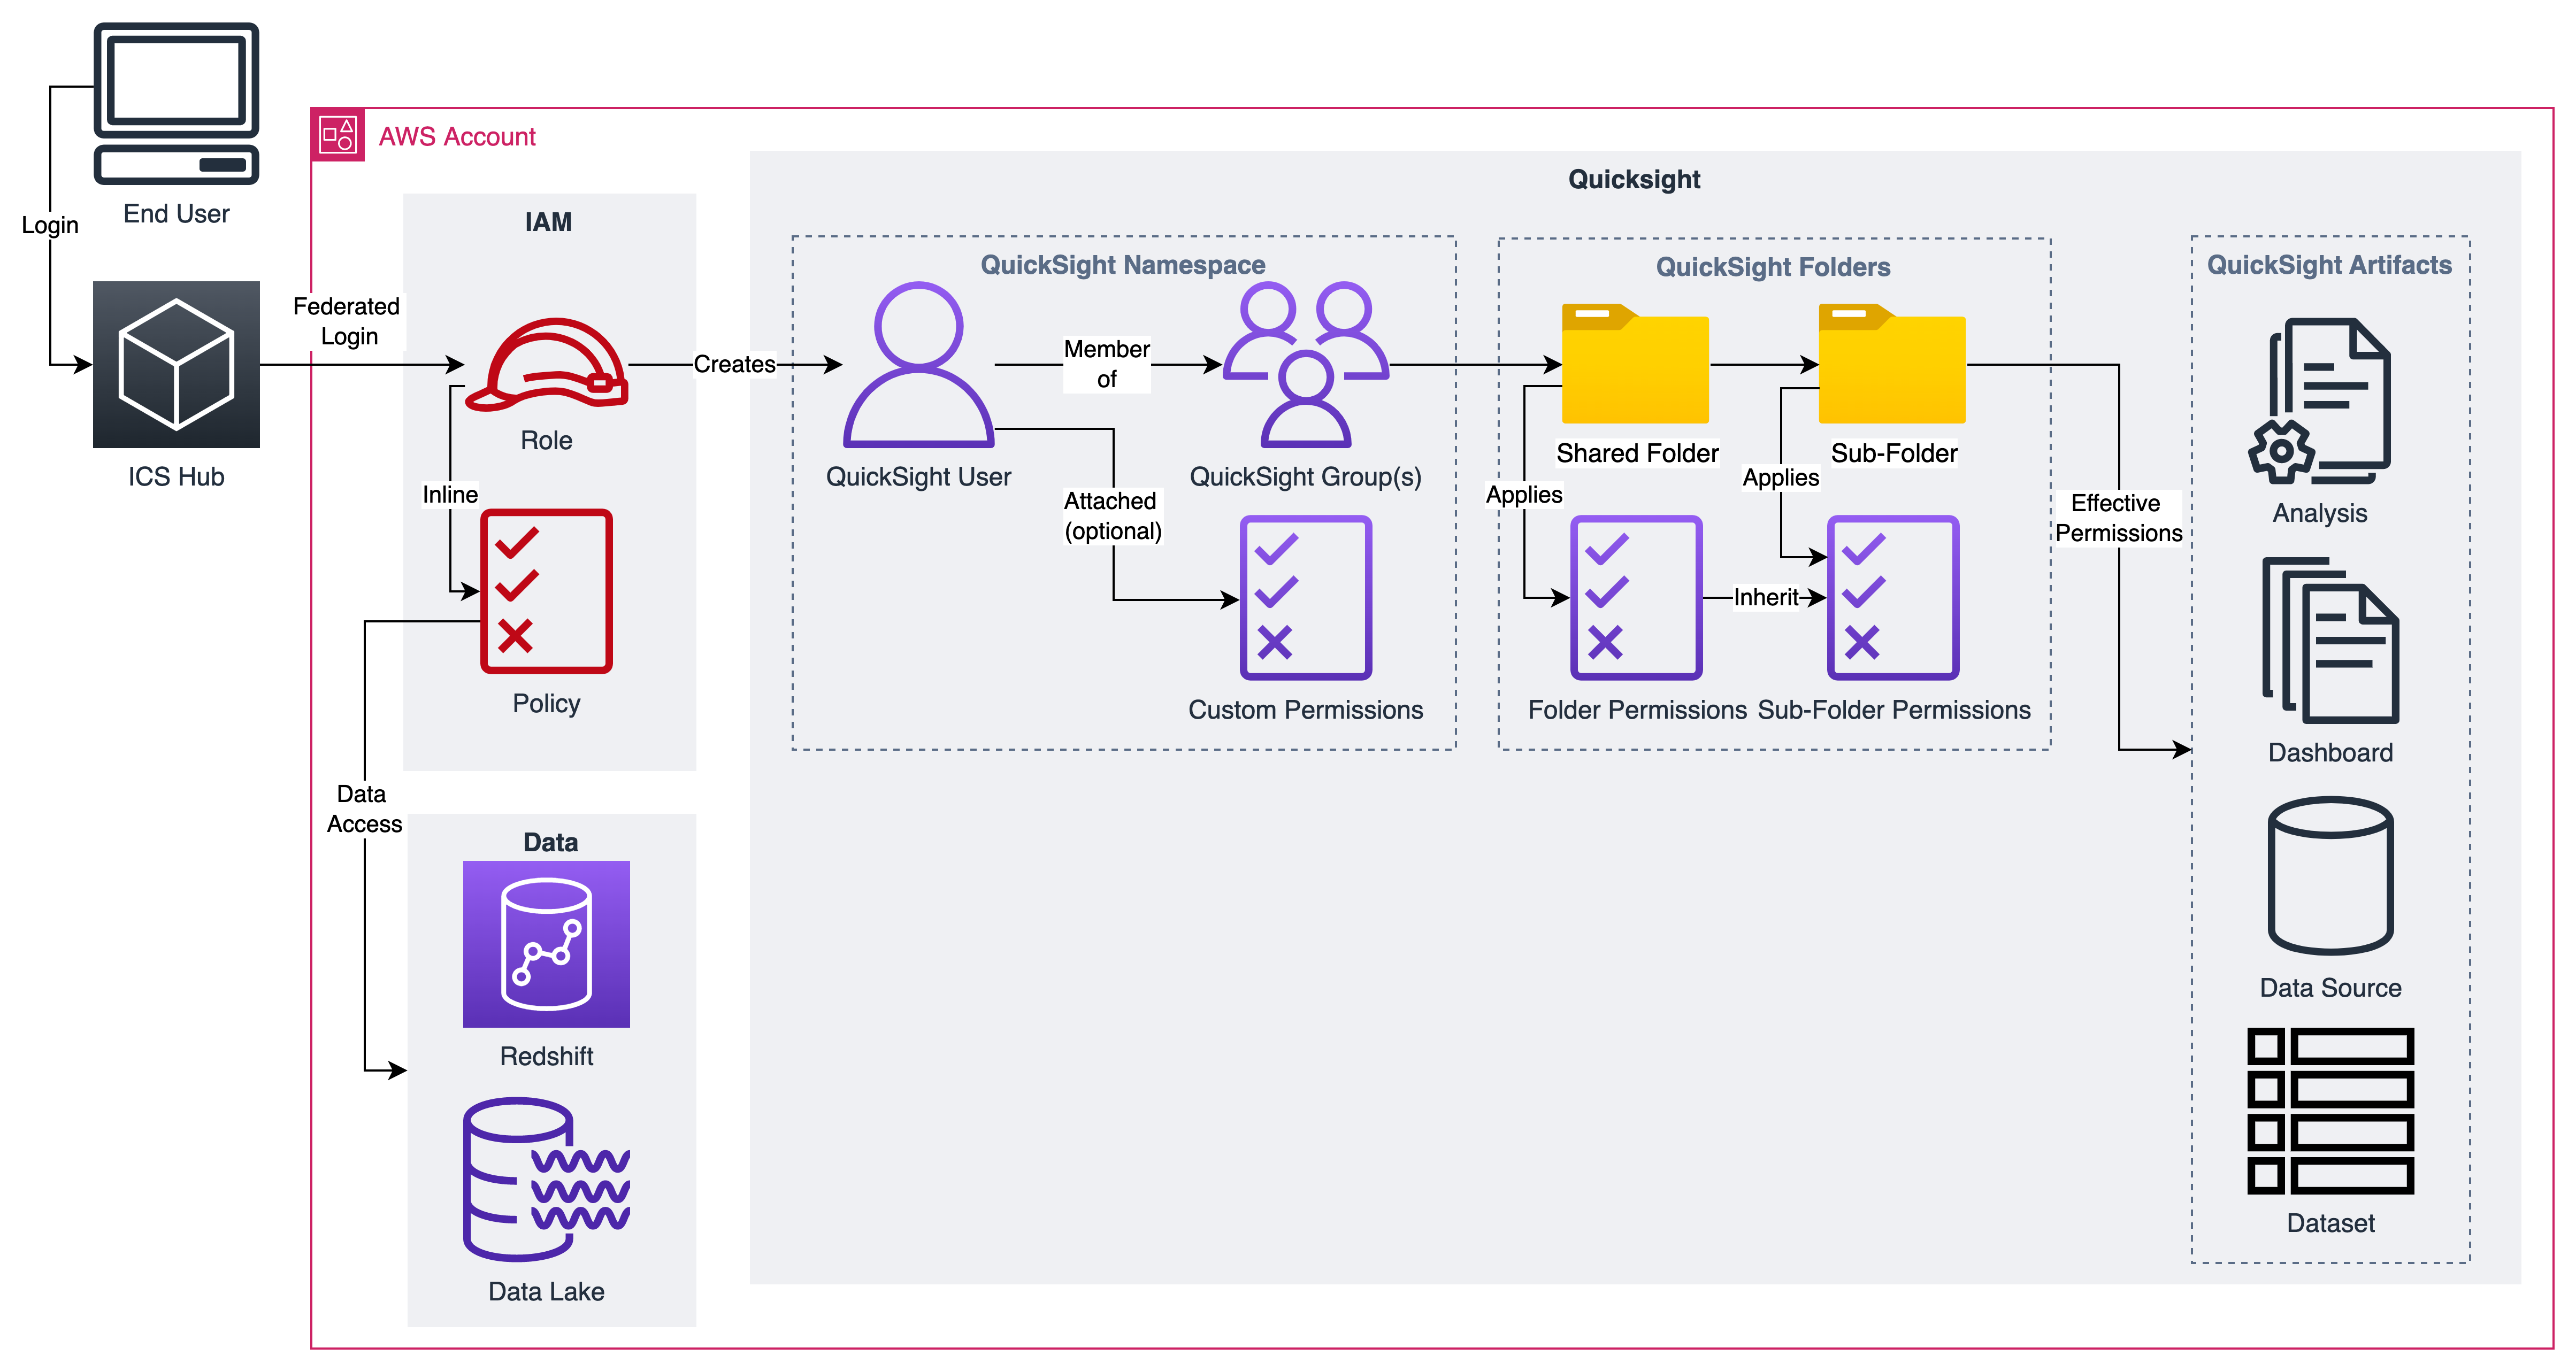 End User
Login
ICS Hub
AWS Account
Federated
Login
IAM
Role
Inline
Policy
Data
Access
Data
Redshift
Data Lake
Creates
Quicksight
QuickSight Namespace
QuickSight User
Member
of
QuickSight Group(s)
Attached
(optional)
Custom Permissions
QuickSight Folders
Shared Folder
Sub-Folder
Applies
Applies
Inherit
Folder Permissions
Sub-Folder Permissions
Effective
Permissions
QuickSight Artifacts
Analysis
Dashboard
Data Source
Dataset